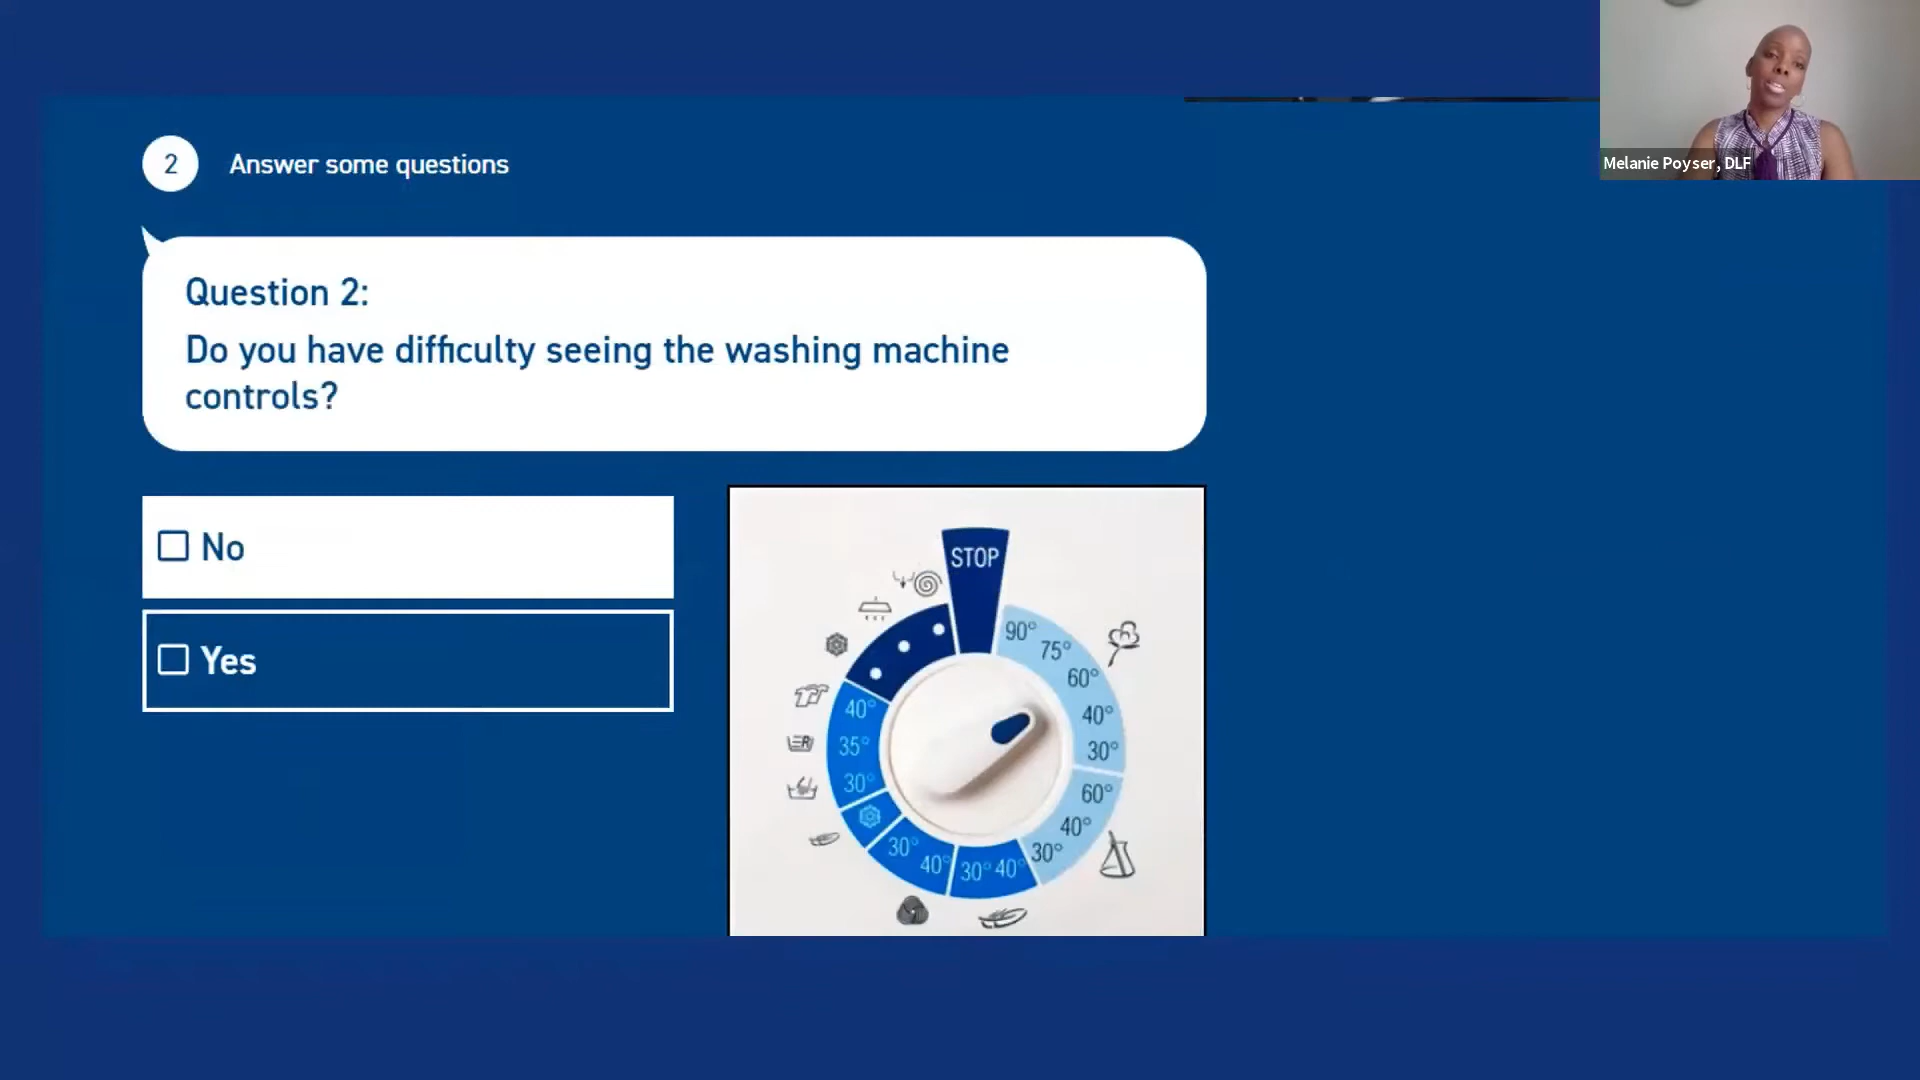 2 Answer some questions
Melanie Poyser, DLF
Question 2:
Do you have difficulty seeing the washing machine
controls?
No
Yes
STOP
90°
75°
60°
40°
30°
60°
40°
30°
30° 40°
30° 40°
30°
35°
40°